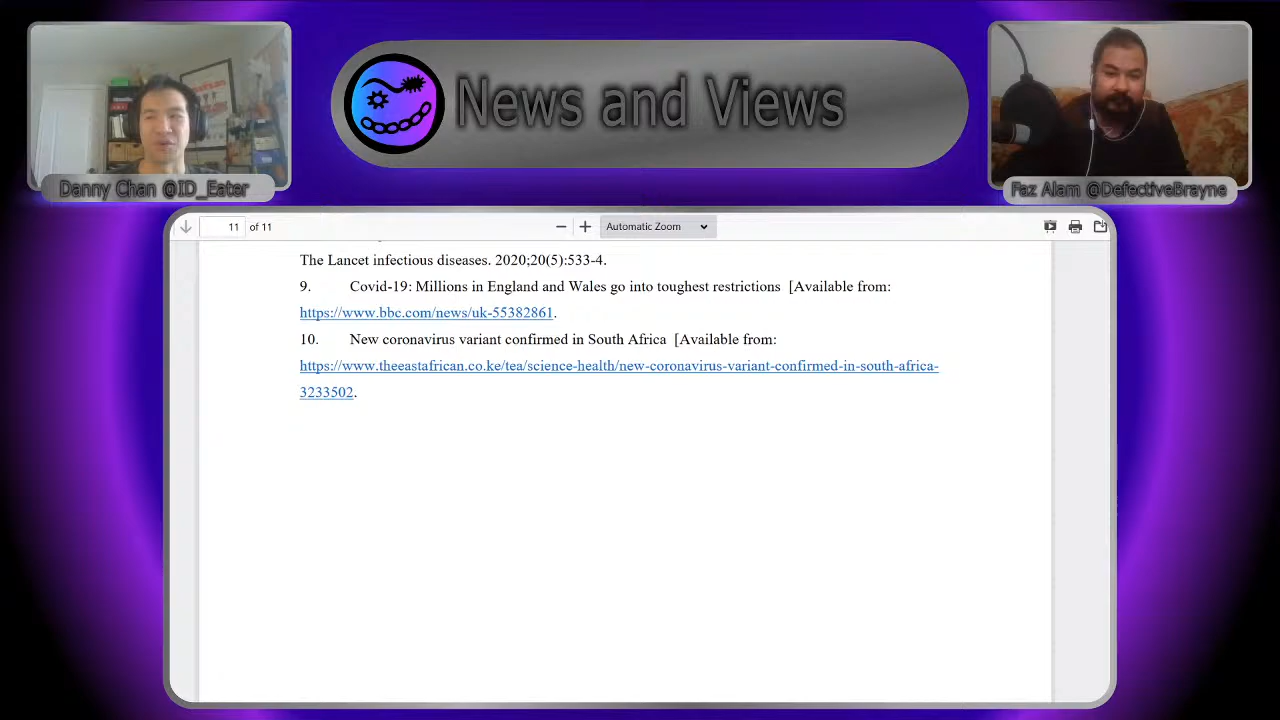 News and Views
Danny Chan @ID_Eater
Faz Alam @DefectiveBrayne
11 of 11
Automatic Zoom
The Lancet infectious diseases. 2020;20(5):533-4.
9. Covid-19: Millions in England and Wales go into toughest restrictions [Available from:
https://www.bbc.com/news/uk-55382861.
10. New coronavirus variant confirmed in South Africa [Available from:
https://www.theeastafrican.co.ke/tea/science-health/new-coronavirus-variant-confirmed-in-south-africa-
3233502.